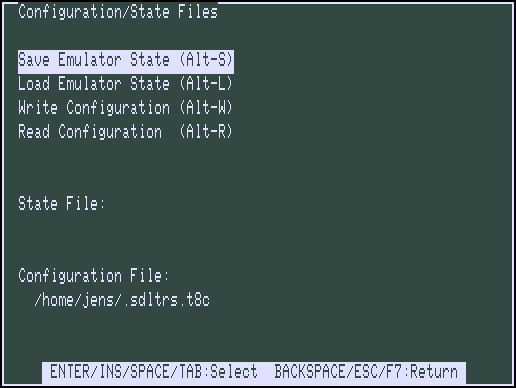 Configuration/State Files
Save Emulator State (Alt-S)
Load Emulator State (Alt-L)
Write Configuration (Alt-W)
Read Configuration  (Alt-R)
State File:
Configuration File:
/home/jens/.sdltrs.t8c
ENTER/INS/SPACE/TAB:Select  BACKSPACE/ESC/F7:Return